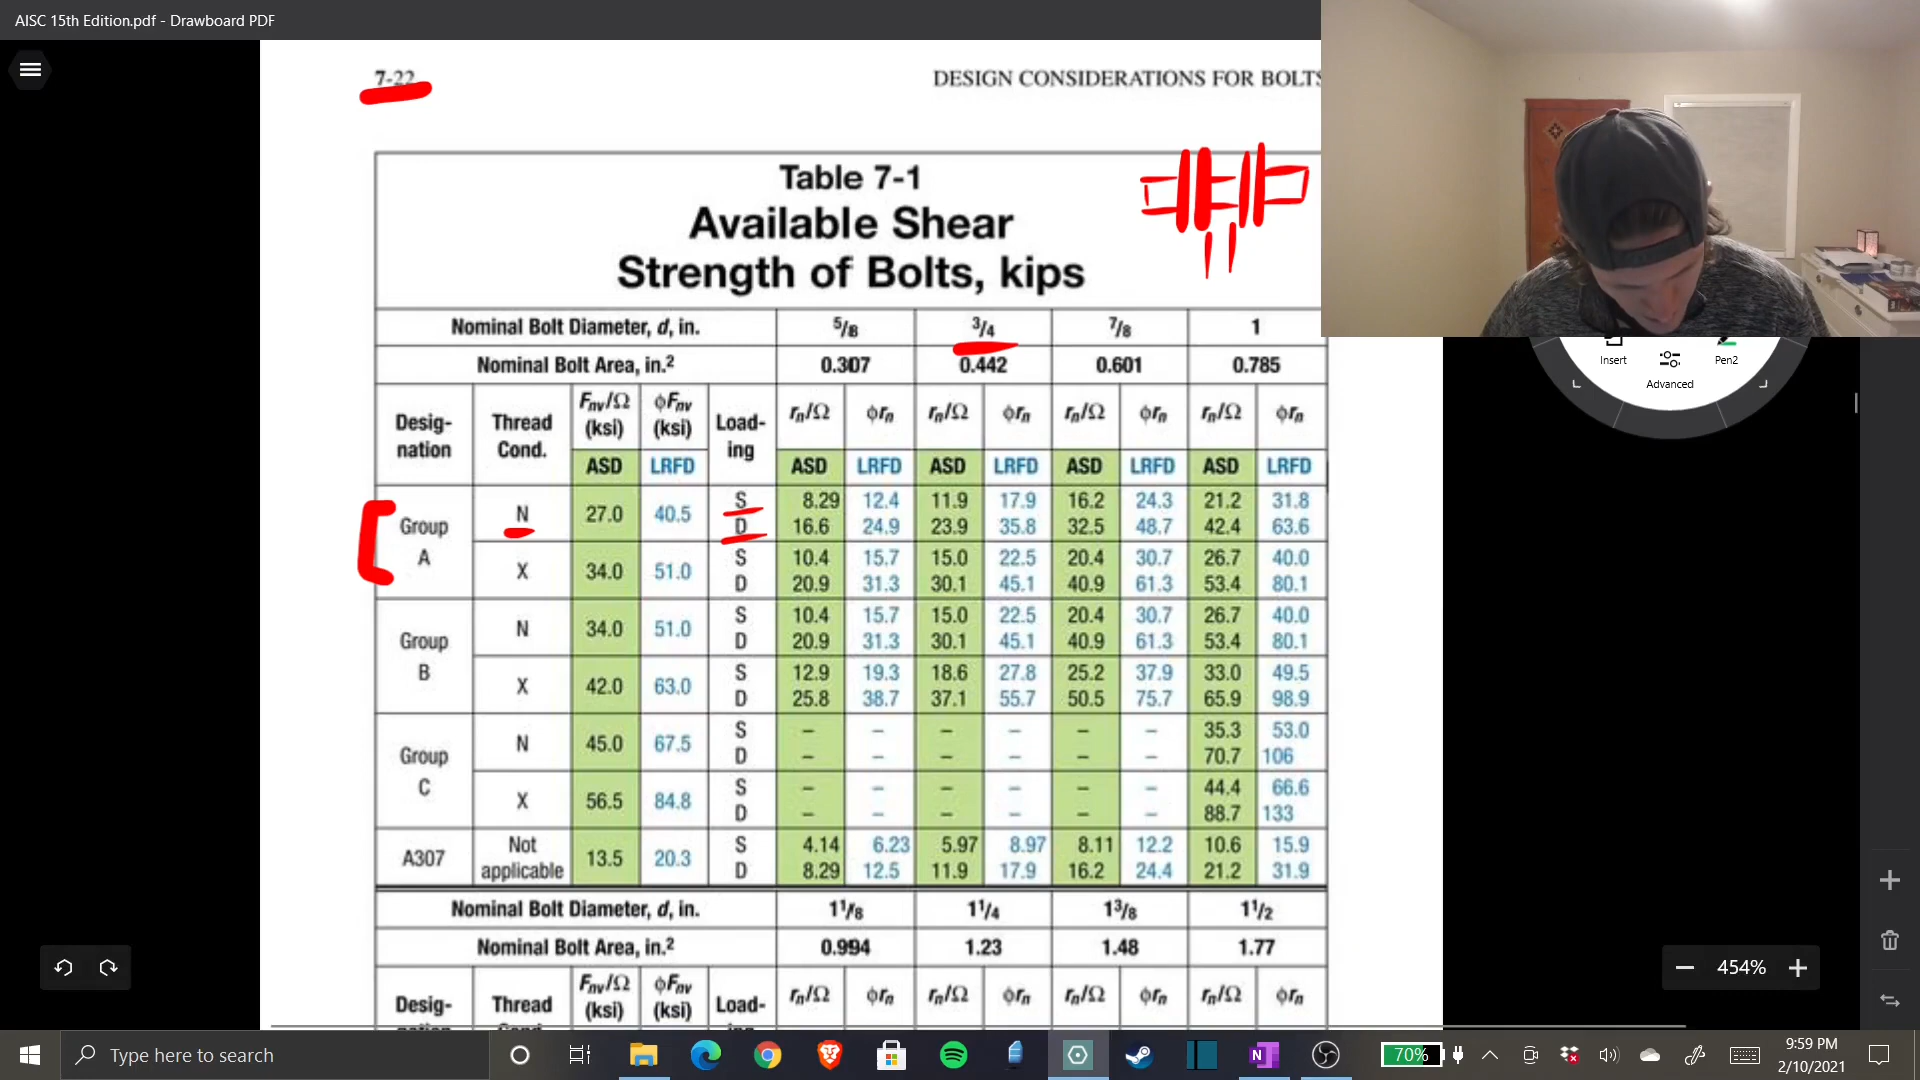 AISC 15th Edition.pdf - Drawboard PDF
7-22 DESIGN CONSIDERATIONS FOR BOLTS
Table 7-1
Available Shear
Strength of Bolts, kips
Nominal Bolt Diameter, d, in. 5/8 3/4 7/8 1
Nominal Bolt Area, in.² 0.307 0.442 0.601 0.785
Desig-nation Thread Cond. Fnv/Ω (ksi) ϕFnv (ksi) Load-ing rn/Ω ϕrn rn/Ω ϕrn rn/Ω ϕrn rn/Ω ϕrn
ASD LRFD ASD LRFD ASD LRFD ASD LRFD ASD LRFD
Group A N 27.0 40.5 S 8.29 12.4 11.9 17.9 16.2 24.3 21.2 31.8
D 16.6 24.9 23.9 35.8 32.5 48.7 42.4 63.6
X 34.0 51.0 S 10.4 15.7 15.0 22.5 20.4 30.7 26.7 40.0
D 20.9 31.3 30.1 45.1 40.9 61.3 53.4 80.1
Group B N 34.0 51.0 S 10.4 15.7 15.0 22.5 20.4 30.7 26.7 40.0
D 20.9 31.3 30.1 45.1 40.9 61.3 53.4 80.1
X 42.0 63.0 S 12.9 19.3 18.6 27.8 25.2 37.9 33.0 49.5
D 25.8 38.7 37.1 55.7 50.5 75.7 65.9 98.9
Group C N 45.0 67.5 S – – – – – – 35.3 53.0
D – – – – – – 70.7 106
X 56.5 84.8 S – – – – – – 44.4 66.6
D – – – – – – 88.7 133
A307 Not applicable 13.5 20.3 S 4.14 6.23 5.97 8.97 8.11 12.2 10.6 15.9
D 8.29 12.5 11.9 17.9 16.2 24.4 21.2 31.9
Nominal Bolt Diameter, d, in. 1 1/8 1 1/4 1 3/8 1 1/2
Nominal Bolt Area, in.² 0.994 1.23 1.48 1.77
Desig- Thread Fnv/Ω (ksi) ϕFnv (ksi) Load- rn/Ω ϕrn rn/Ω ϕrn rn/Ω ϕrn rn/Ω ϕrn
Insert
Advanced
Pen2
454%
Type here to search
70%
9:59 PM
2/10/2021